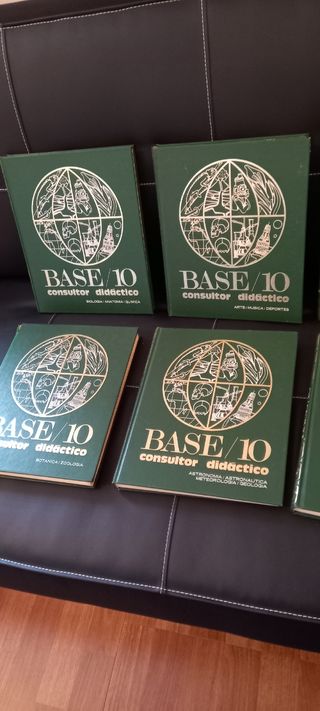 BASE/10
consultor didáctico
BIOLOGIA/ANATOMIA/QUIMICA
BASE/10
consultor didáctico
ARTE/MUSICA/DEPORTES
BASE/10
consultor didáctico
BOTANICA/ZOOLOGIA
BASE/10
consultor didáctico
ASTRONOMIA/ASTRONAUTICA
METEOROLOGIA/GEOLOGIA